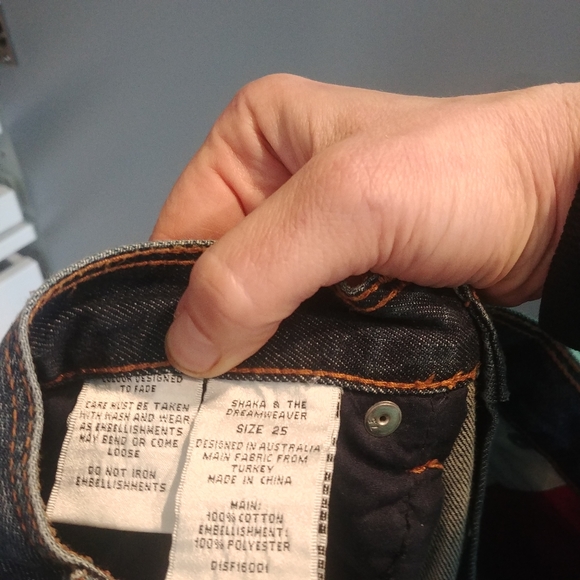 COLOUR DESIGNED
TO FADE
CARE MUST BE TAKEN
WITH WASH AND WEAR
AS EMBELLISHMENTS
MAY BEND OR COME
LOOSE
DO NOT IRON
EMBELLISHMENTS
SHAKA & THE
DREAMWEAVER
SIZE 25
DESIGNED IN AUSTRALIA
MAIN FABRIC FROM
TURKEY
MADE IN CHINA
MAIN:
100% COTTON
EMBELLISHMENT:
100% POLYESTER
D1SF16001